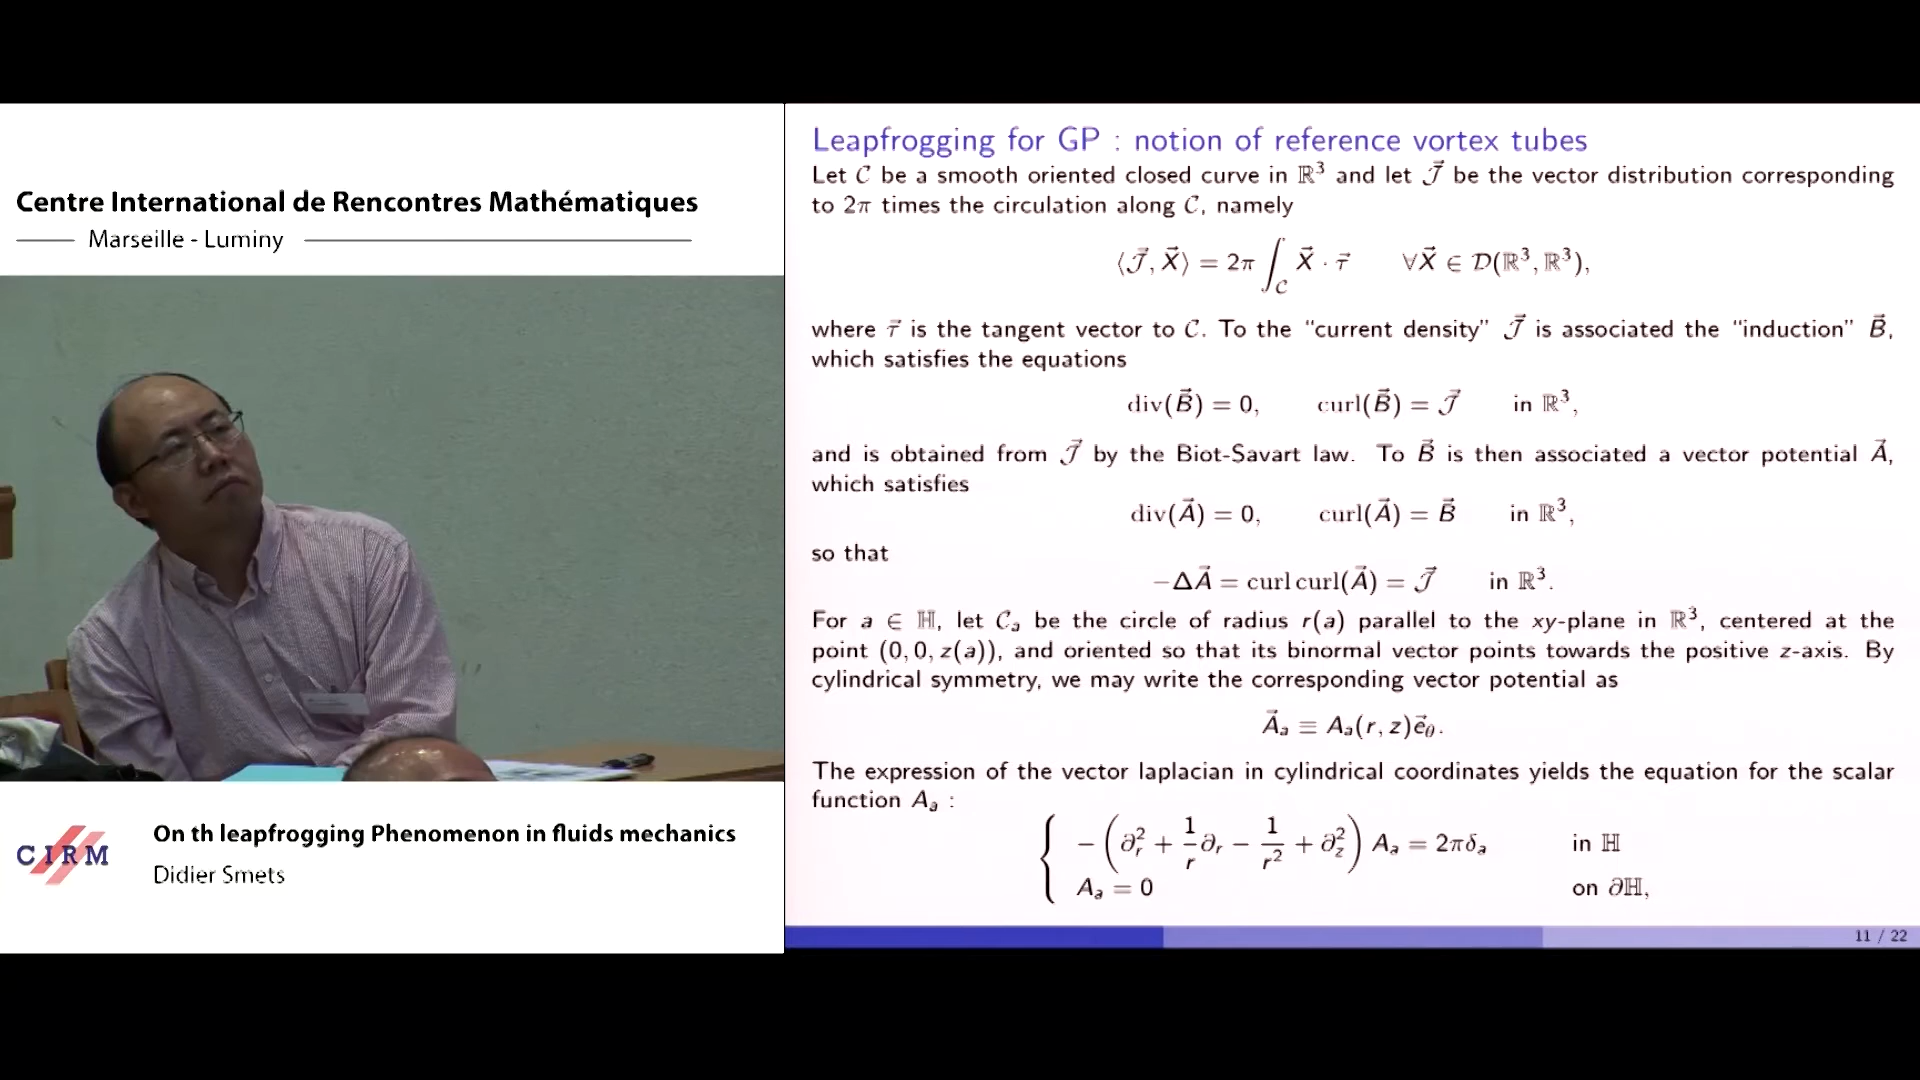 Centre International de Rencontres Mathématiques
Marseille - Luminy
On th leapfrogging Phenomenon in fluids mechanics
CIRM
Didier Smets
Leapfrogging for GP : notion of reference vortex tubes
Let 𝒞 be a smooth oriented closed curve in ℝ³ and let 𝒥⃗ be the vector distribution corresponding
to 2π times the circulation along 𝒞, namely
⟨𝒥⃗, X⃗⟩ = 2π ∫_𝒞 X⃗ · τ⃗ ∀X⃗ ∈ 𝒟(ℝ³, ℝ³),
where τ⃗ is the tangent vector to 𝒞. To the “current density” 𝒥⃗ is associated the “induction” B⃗,
which satisfies the equations
div(B⃗) = 0, curl(B⃗) = 𝒥⃗ in ℝ³,
and is obtained from 𝒥⃗ by the Biot-Savart law. To B⃗ is then associated a vector potential A⃗,
which satisfies
div(A⃗) = 0, curl(A⃗) = B⃗ in ℝ³,
so that
−ΔA⃗ = curl curl(A⃗) = 𝒥⃗ in ℝ³.
For a ∈ ℍ, let 𝒞ₐ be the circle of radius r(a) parallel to the xy-plane in ℝ³, centered at the
point (0, 0, z(a)), and oriented so that its binormal vector points towards the positive z-axis. By
cylindrical symmetry, we may write the corresponding vector potential as
A⃗ₐ ≡ Aₐ(r, z)e⃗_θ.
The expression of the vector laplacian in cylindrical coordinates yields the equation for the scalar
function Aₐ :
{ − (∂²_r + 1/r ∂_r − 1/r² + ∂²_z) Aₐ = 2πδₐ in ℍ
Aₐ = 0 on ∂ℍ,
11 / 22